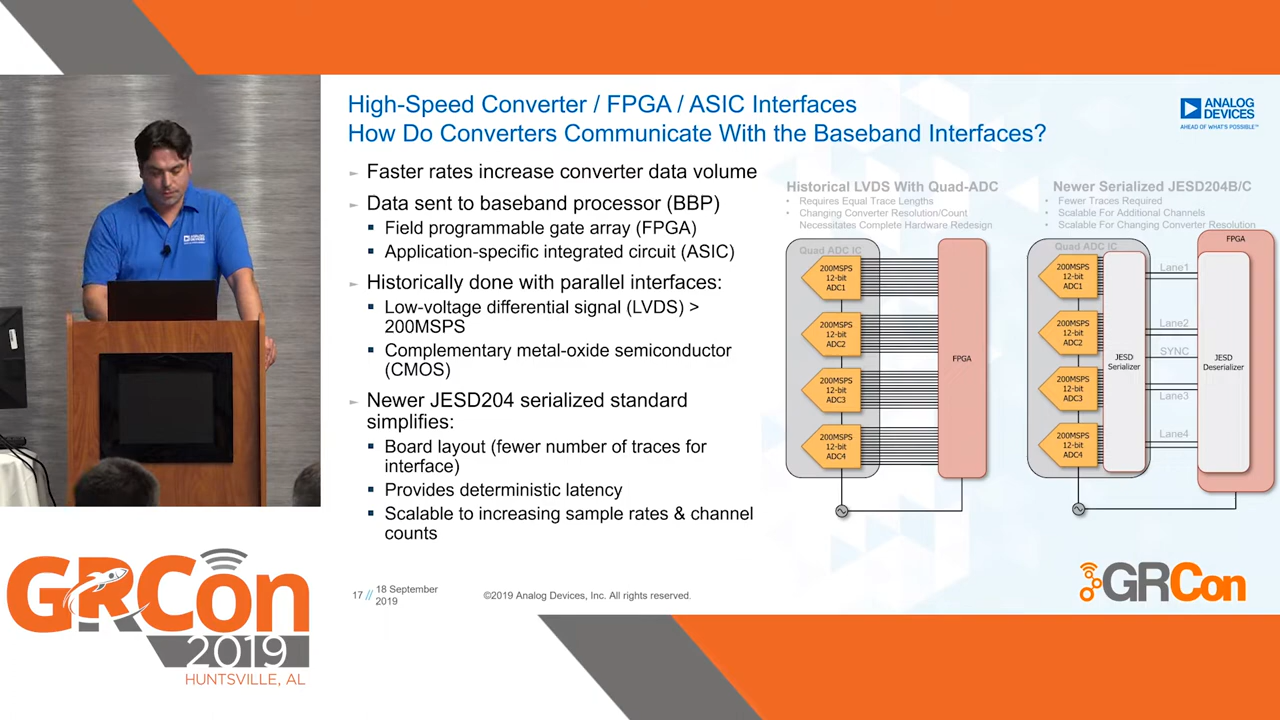 High-Speed Converter / FPGA / ASIC Interfaces
How Do Converters Communicate With the Baseband Interfaces?
ANALOG
DEVICES
AHEAD OF WHAT'S POSSIBLE™
Faster rates increase converter data volume
Data sent to baseband processor (BBP)
Field programmable gate array (FPGA)
Application-specific integrated circuit (ASIC)
Historically done with parallel interfaces:
Low-voltage differential signal (LVDS) >
200MSPS
Complementary metal-oxide semiconductor
(CMOS)
Newer JESD204 serialized standard
simplifies:
Board layout (fewer number of traces for
interface)
Provides deterministic latency
Scalable to increasing sample rates & channel
counts
Historical LVDS With Quad-ADC
Requires Equal Trace Lengths
Changing Converter Resolution/Count
Necessitates Complete Hardware Redesign
Quad ADC IC
200MSPS
12-bit
ADC1
200MSPS
12-bit
ADC2
200MSPS
12-bit
ADC3
200MSPS
12-bit
ADC4
FPGA
Newer Serialized JESD204B/C
Fewer Traces Required
Scalable For Additional Channels
Scalable For Changing Converter Resolution
Quad ADC IC
200MSPS
12-bit
ADC1
200MSPS
12-bit
ADC2
200MSPS
12-bit
ADC3
200MSPS
12-bit
ADC4
JESD
Serializer
Lane1
Lane2
SYNC
Lane3
Lane4
FPGA
JESD
Deserializer
17 // 18 September
2019
©2019 Analog Devices, Inc. All rights reserved.
GRCon
GRCon
2019
HUNTSVILLE, AL
ANALOG
DEVICES